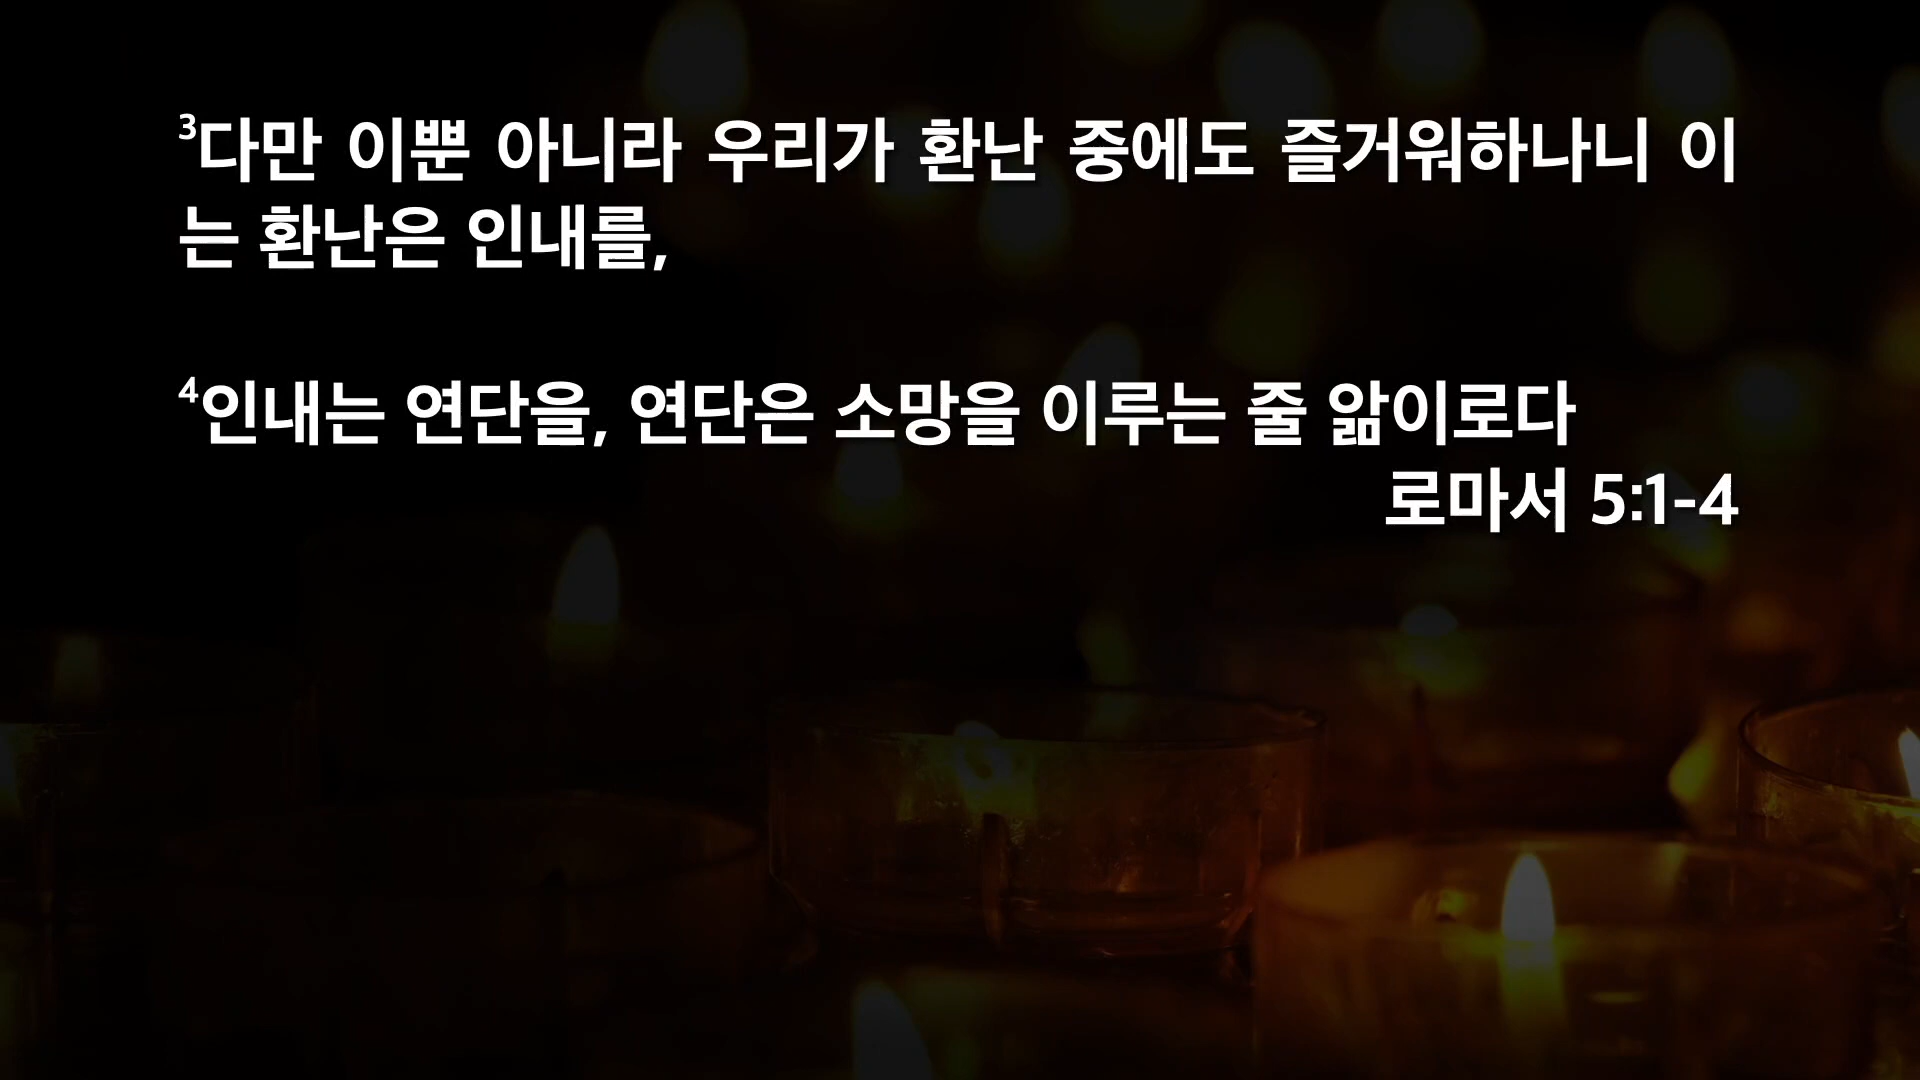 ³다만 이뿐 아니라 우리가 환난 중에도 즐거워하나니 이
는 환난은 인내를,
⁴인내는 연단을, 연단은 소망을 이루는 줄 앎이로다
로마서 5:1-4